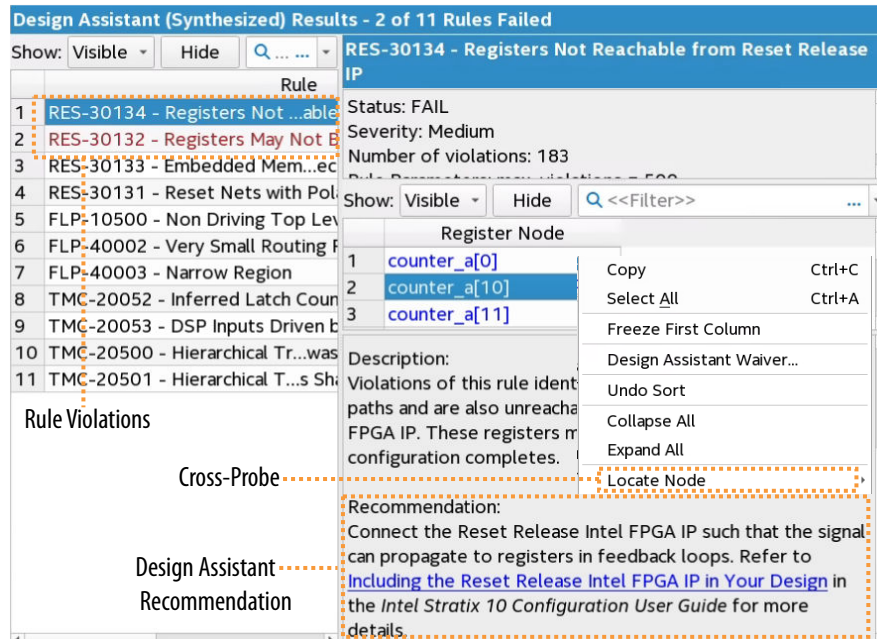 Design Assistant (Synthesized) Results - 2 of 11 Rules Failed
Show: Visible Hide ... ...
Rule
1 RES-30134 - Registers Not ...able
2 RES-30132 - Registers May Not B
3 RES-30133 - Embedded Mem...ec
4 RES-30131 - Reset Nets with Pol
5 FLP-10500 - Non Driving Top Lev
6 FLP-40002 - Very Small Routing R
7 FLP-40003 - Narrow Region
8 TMC-20052 - Inferred Latch Coun
9 TMC-20053 - DSP Inputs Driven b
10 TMC-20500 - Hierarchical Tr...was
11 TMC-20501 - Hierarchical T...s Sha
Rule Violations
Cross-Probe
Design Assistant
Recommendation
RES-30134 - Registers Not Reachable from Reset Release
IP
Status: FAIL
Severity: Medium
Number of violations: 183
Rule Parameters: max_violations = 500
Show: Visible Hide <<Filter>> ...
Register Node
1 counter_a[0]
2 counter_a[10]
3 counter_a[11]
Copy Ctrl+C
Select All Ctrl+A
Freeze First Column
Design Assistant Waiver...
Undo Sort
Collapse All
Expand All
Locate Node
Description:
Violations of this rule ident
paths and are also unreacha
FPGA IP. These registers m
configuration completes.
Recommendation:
Connect the Reset Release Intel FPGA IP such that the signal
can propagate to registers in feedback loops. Refer to
Including the Reset Release Intel FPGA IP in Your Design in
the Intel Stratix 10 Configuration User Guide for more
details.